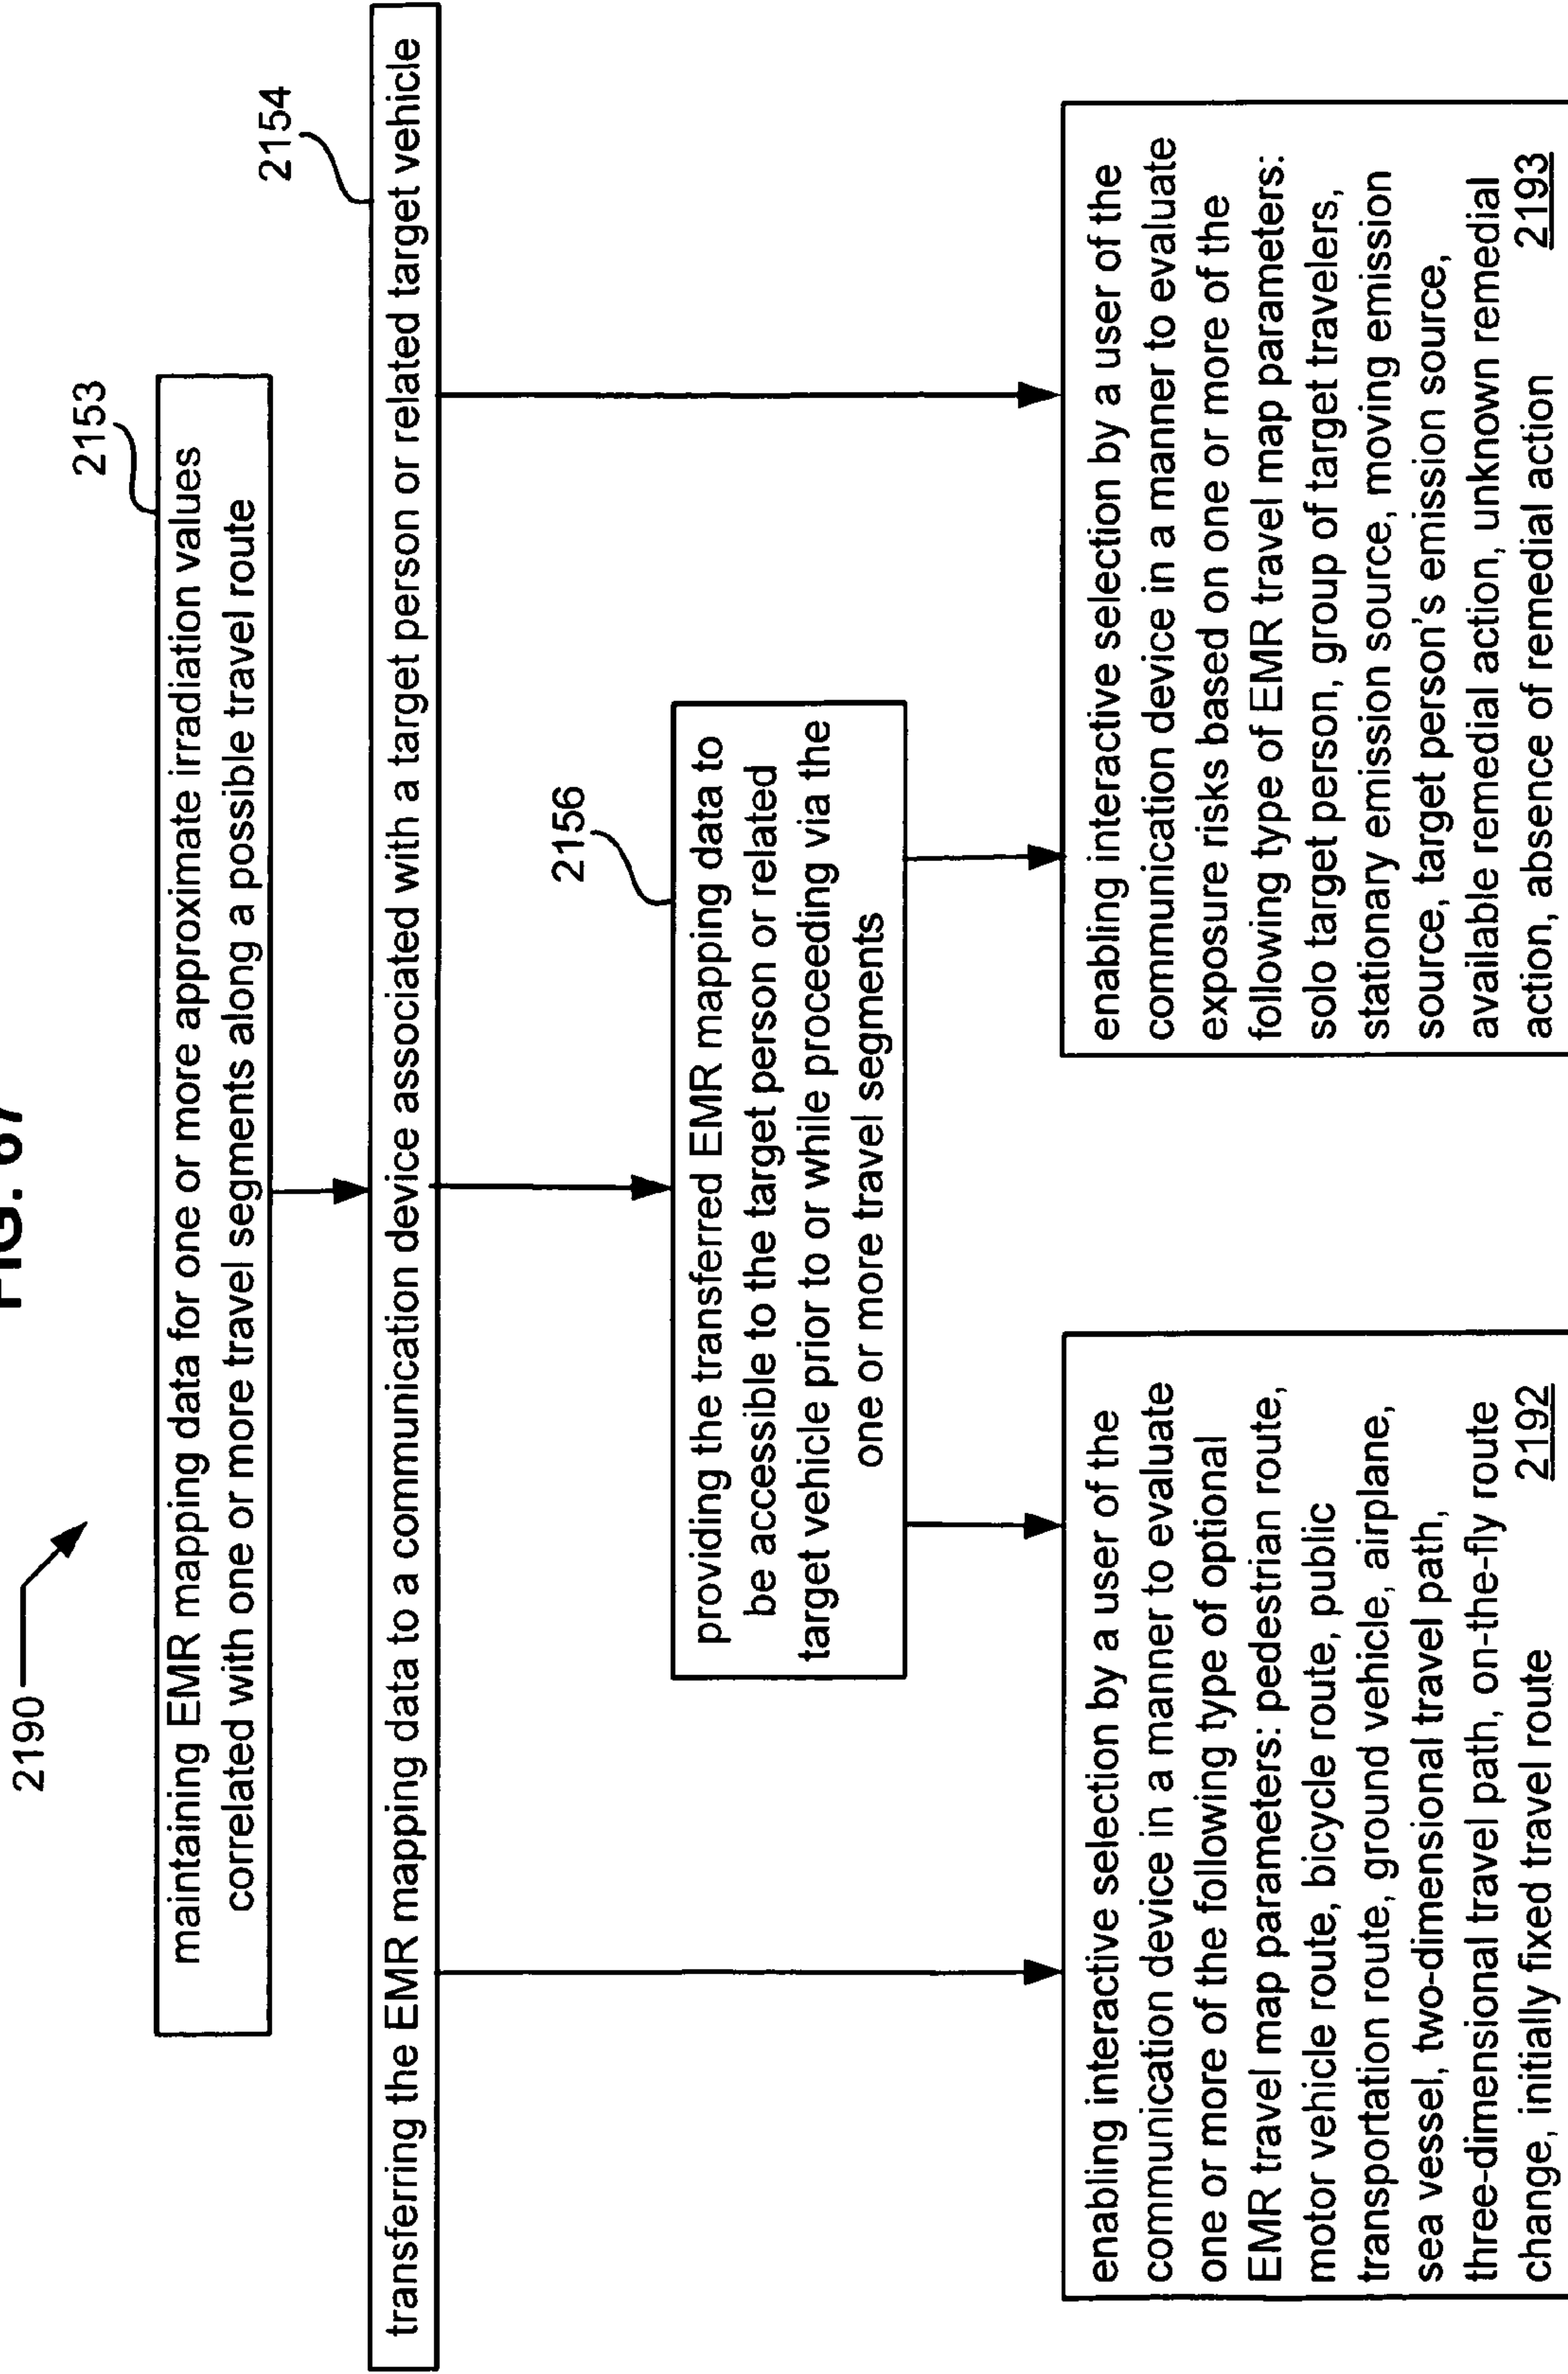 FIG. 67
2190
2153
maintaining EMR mapping data for one or more approximate irradiation values
correlated with one or more travel segments along a possible travel route
2154
transferring the EMR mapping data to a communication device associated with a target person or related target vehicle
2156
providing the transferred EMR mapping data to
be accessible to the target person or related
target vehicle prior to or while proceeding via the
one or more travel segments
enabling interactive selection by a user of the
communication device in a manner to evaluate
one or more of the following type of optional
EMR travel map parameters: pedestrian route,
motor vehicle route, bicycle route, public
transportation route, ground vehicle, airplane,
sea vessel, two-dimensional travel path,
three-dimensional travel path, on-the-fly route
change, initially fixed travel route 2192
enabling interactive selection by a user of the
communication device in a manner to evaluate
exposure risks based on one or more of the
following type of EMR travel map parameters:
solo target person, group of target travelers,
stationary emission source, moving emission
source, target person's emission source,
available remedial action, unknown remedial
action, absence of remedial action 2193